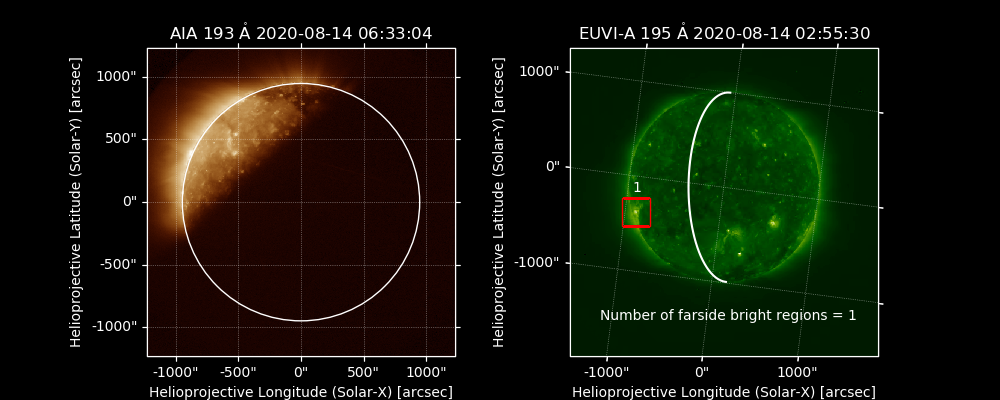 AIA 193 Å 2020-08-14 06:33:04
Helioprojective Latitude (Solar-Y) [arcsec]
1000"
500"
0"
-500"
-1000"
-1000"
-500"
0"
500"
1000"
Helioprojective Longitude (Solar-X) [arcsec]
EUVI-A 195 Å 2020-08-14 02:55:30
Helioprojective Latitude (Solar-Y) [arcsec]
1000"
0"
-1000"
1
Number of farside bright regions = 1
-1000"
0"
1000"
Helioprojective Longitude (Solar-X) [arcsec]